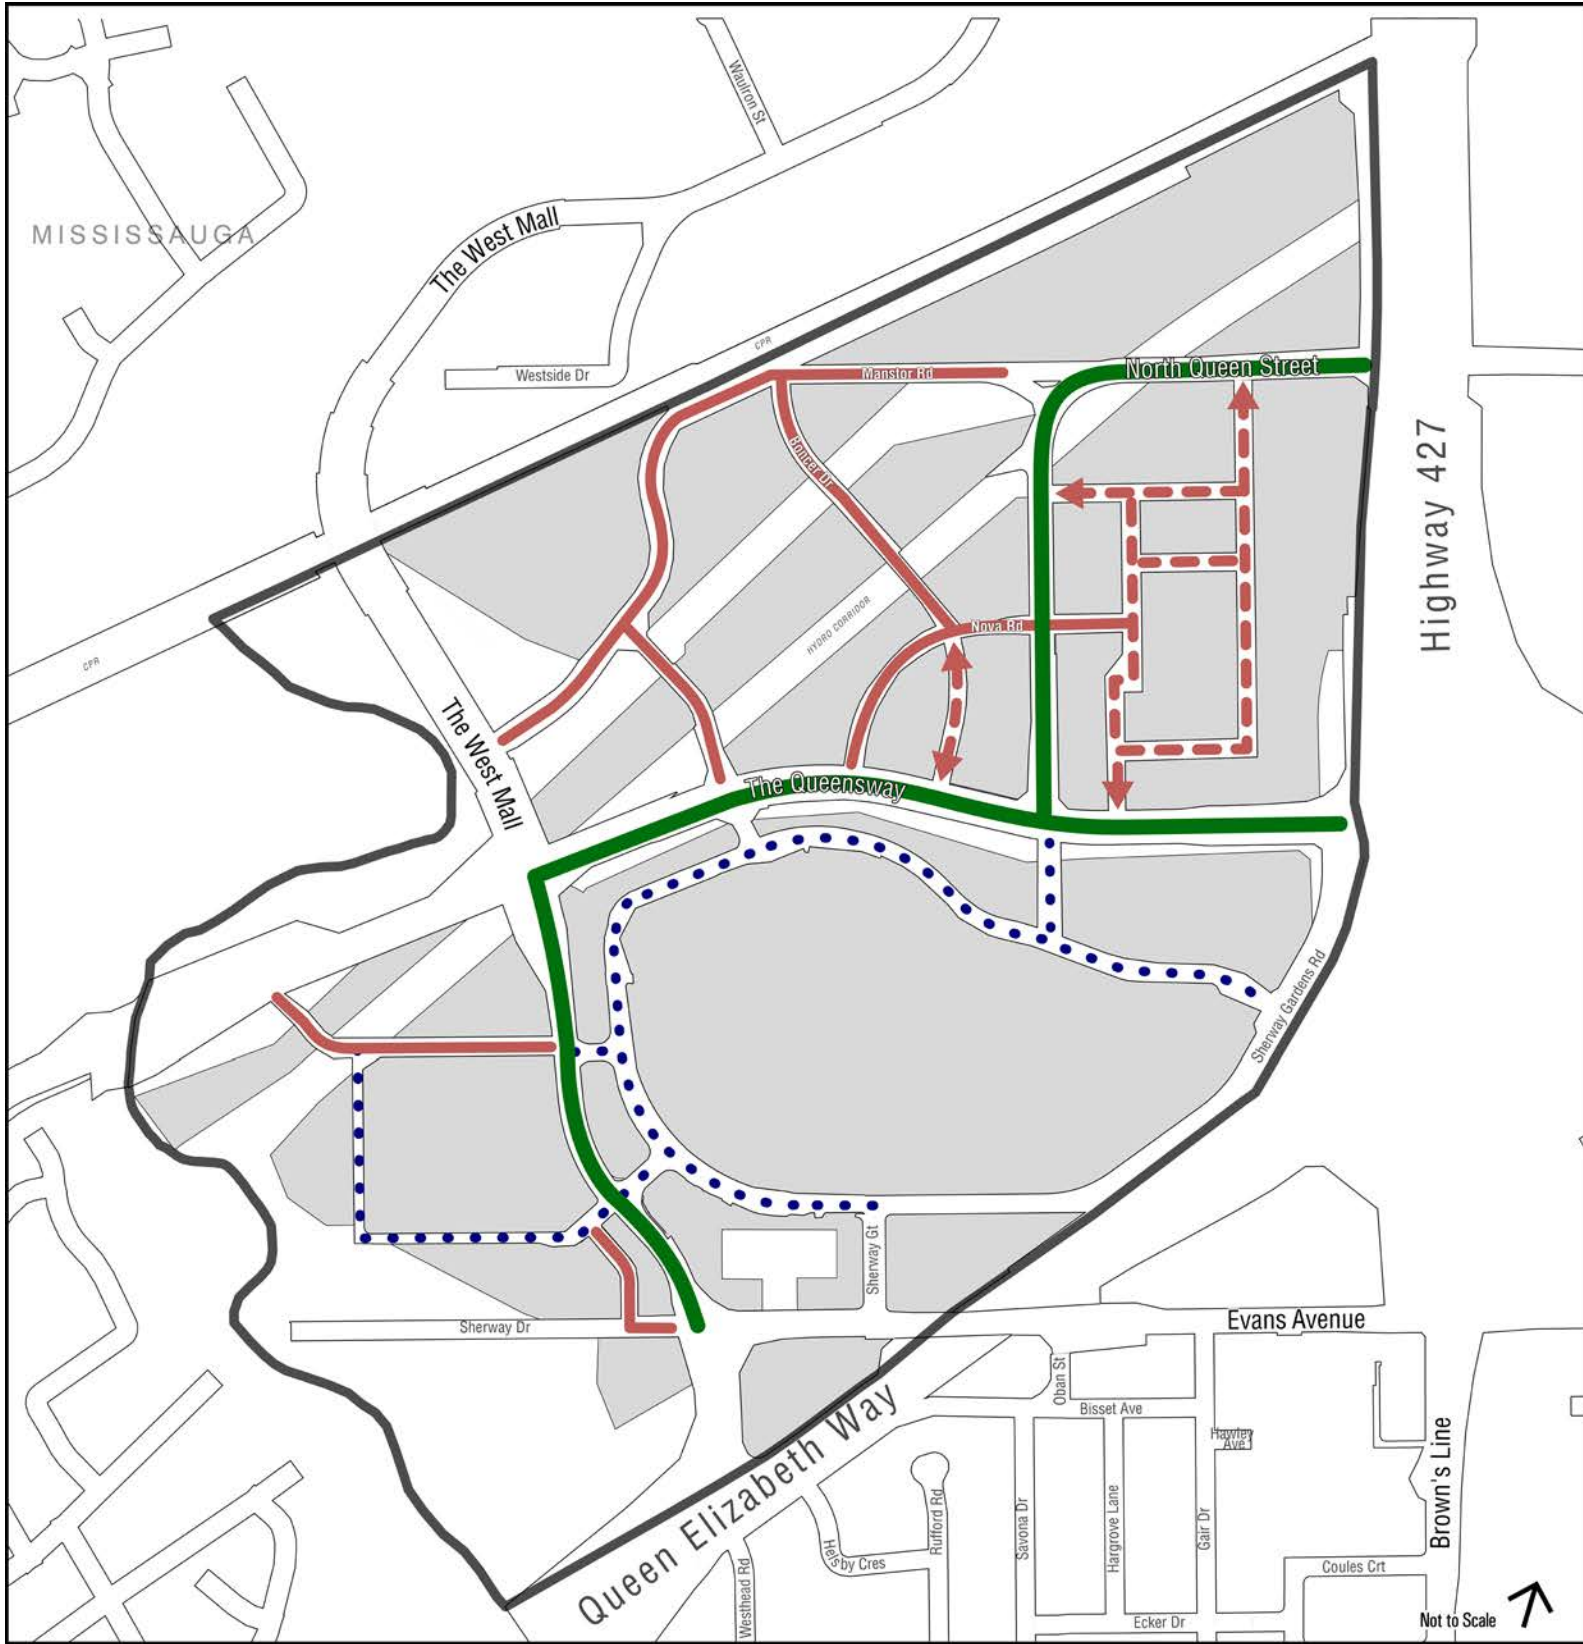 Waulron St
MISSISSAUGA
The West Mall
CPR
Westside Dr
Manstor Rd
North Queen Street
Highway 427
Boncer Dr
HYDRO CORRIDOR
Nova Rd
CPR
The West Mall
The Queensway
Sherway Gardens Rd
Sherway Gt
Sherway Dr
Evans Avenue
Oban St
Bisset Ave
Hawley
Ave
Queen Elizabeth Way
Brown's Line
Rufford Rd
Savona Dr
Hargrove Lane
Gair Dr
Helsby Cres
Westhead Rd
Coules Crt
Ecker Dr
Not to Scale